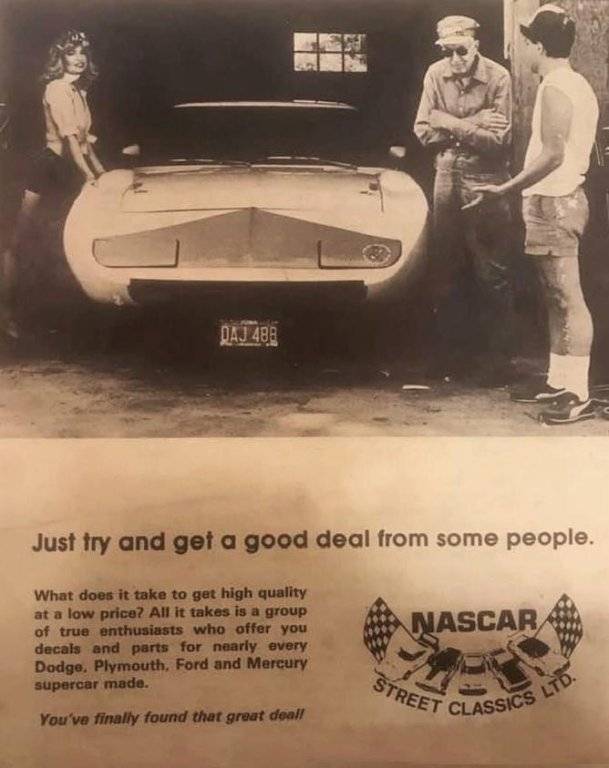 DAJ 488
Just try and get a good deal from some people.
What does it take to get high quality
at a low price? All it takes is a group
of true enthusiasts who offer you
decals and parts for nearly every
Dodge, Plymouth, Ford and Mercury
supercar made.
You've finally found that great deal!
NASCAR
STREET CLASSICS LTD.